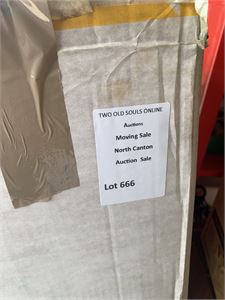 TWO OLD SOULS ONLINE
Auctions
Moving Sale
North Canton
Auction Sale
Lot 666